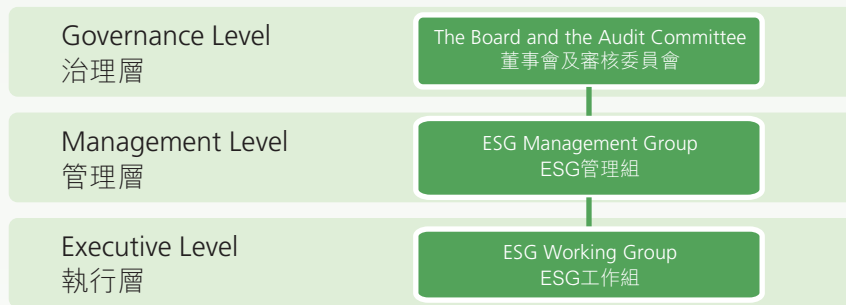 Governance Level
治理層
The Board and the Audit Committee
董事會及審核委員會
Management Level
管理層
ESG Management Group
ESG管理組
Executive Level
執行層
ESG Working Group
ESG工作組